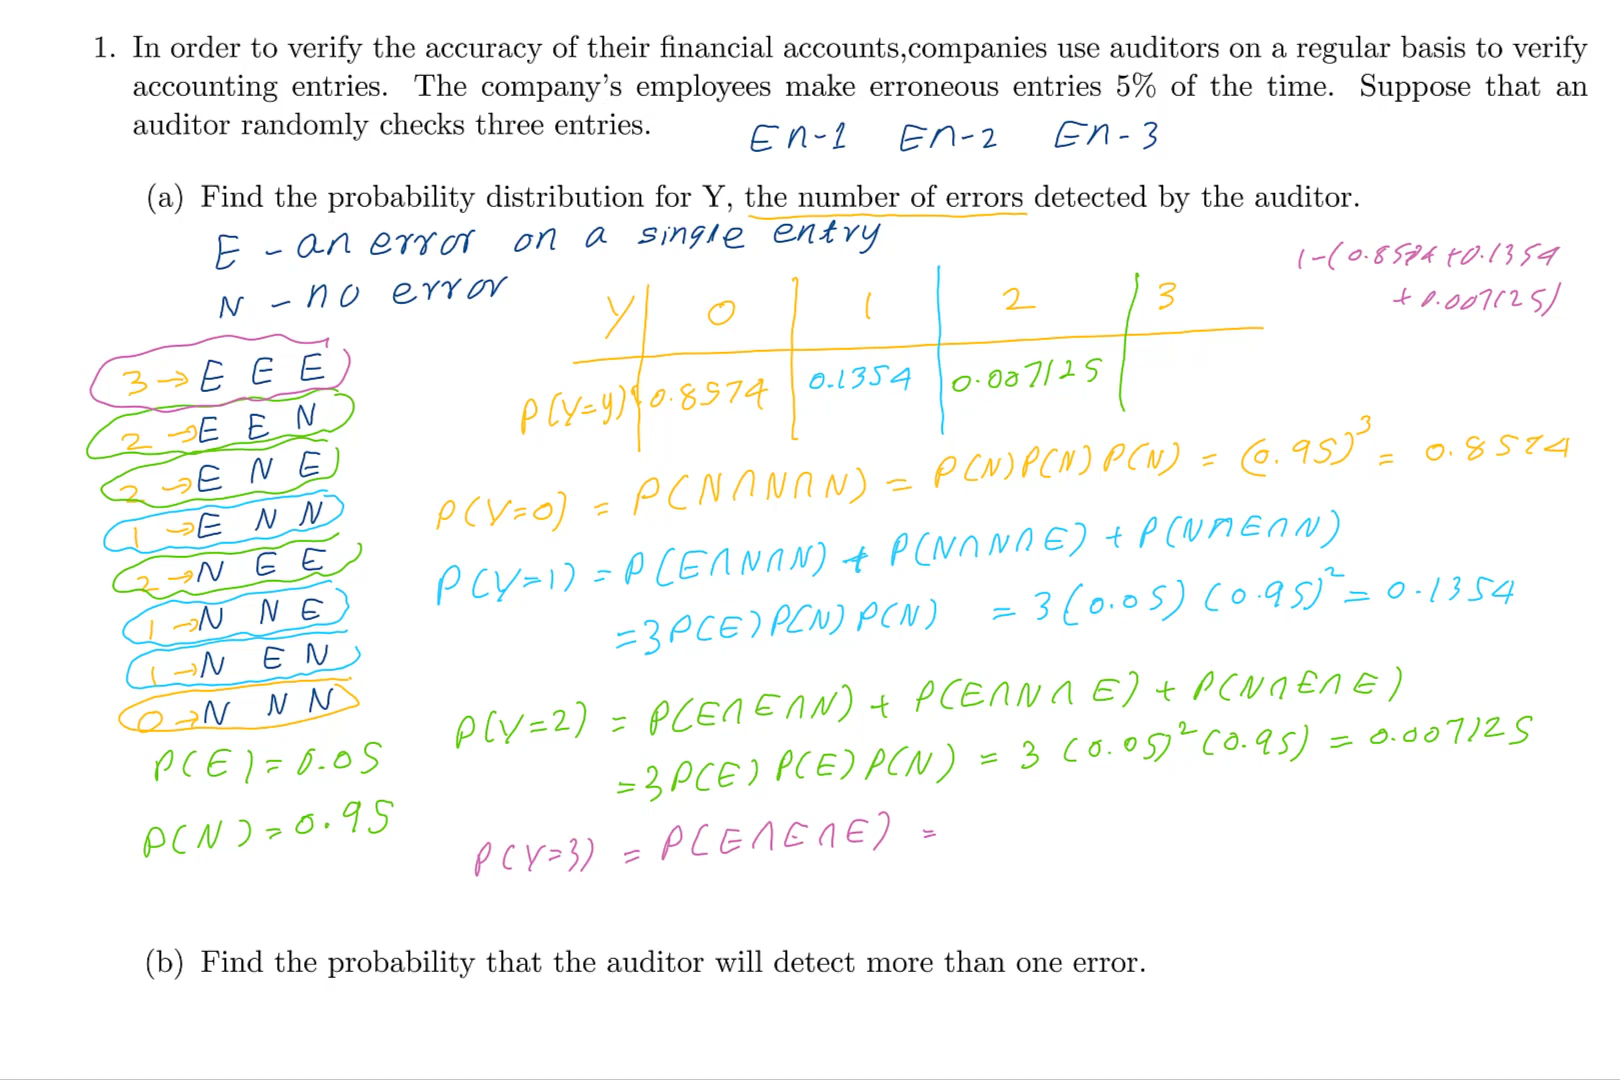 1. In order to verify the accuracy of their financial accounts,companies use auditors on a regular basis to verify
accounting entries. The company's employees make erroneous entries 5% of the time. Suppose that an
auditor randomly checks three entries.
En-1 En-2 En-3
(a) Find the probability distribution for Y, the number of errors detected by the auditor.
E - an error on a single entry
N - no error
1-(0.8574+0.1354
+0.007125)
Y 0 1 2 3
P(Y=y) 0.8574 0.1354 0.007125
3→E E E
2→E E N
2→E N E
1→E N N
2→N E E
1→N N E
1→N E N
0→N N N
P(E)=0.05
P(N)=0.95
P(Y=0) = P(N∩N∩N) = P(N)P(N)P(N) = (0.95)³ = 0.8574
P(Y=1) = P(E∩N∩N) + P(N∩N∩E) + P(N∩E∩N)
=3P(E)P(N)P(N) = 3(0.05)(0.95)² = 0.1354
P(Y=2) = P(E∩E∩N) + P(E∩N∩E) + P(N∩E∩E)
=3P(E)P(E)P(N) = 3(0.05)²(0.95) = 0.007125
P(Y=3) = P(E∩E∩E) =
(b) Find the probability that the auditor will detect more than one error.